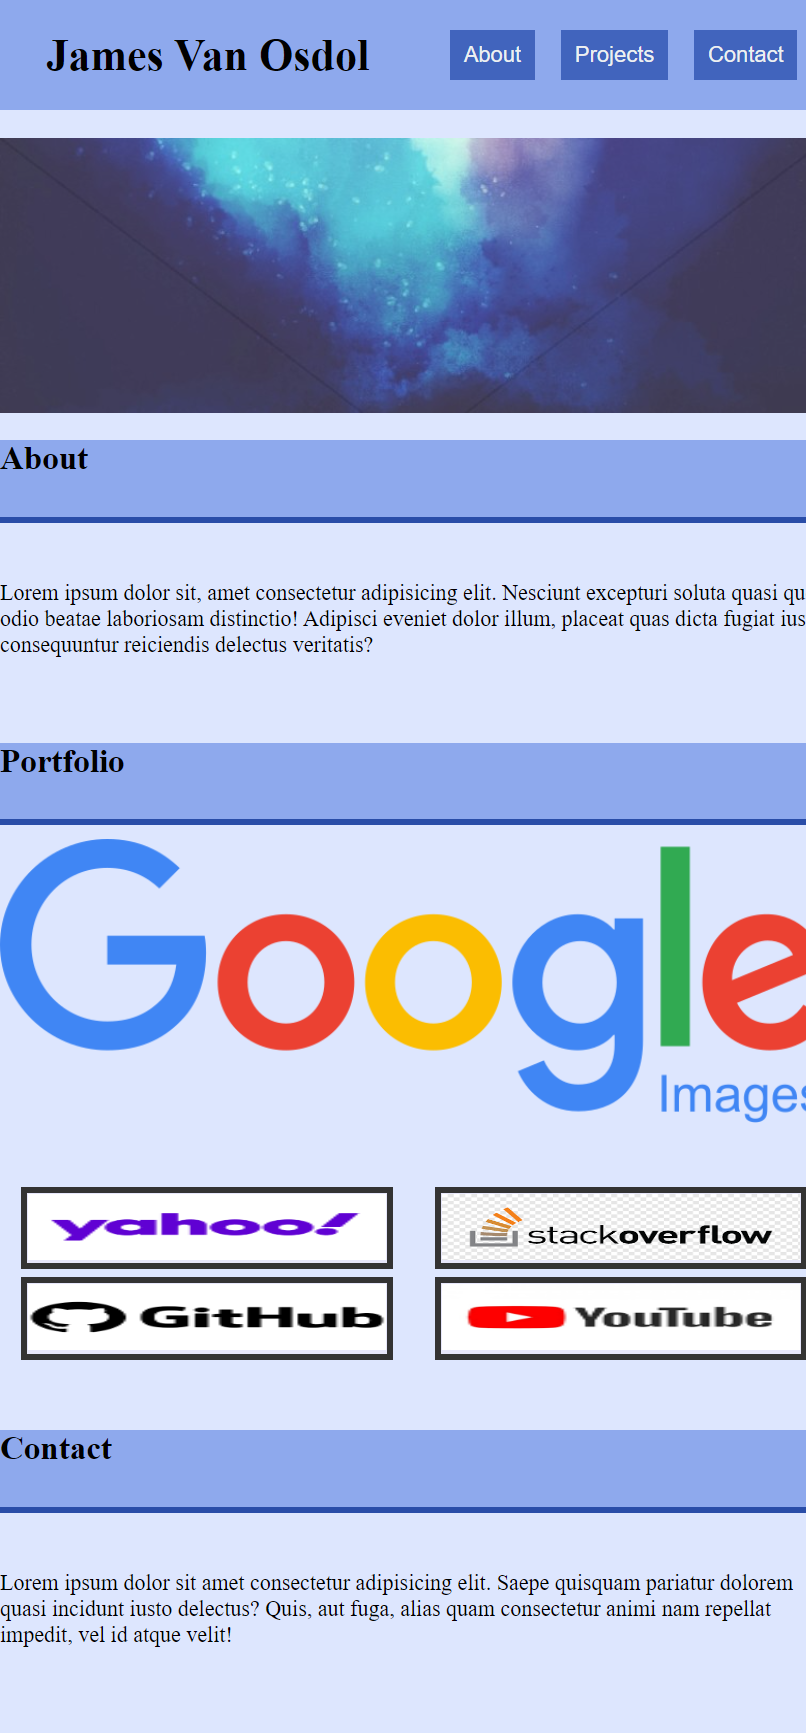 James Van Osdol
About Projects Contact
About
Lorem ipsum dolor sit, amet consectetur adipisicing elit. Nesciunt excepturi soluta quasi qu
odio beatae laboriosam distinctio! Adipisci eveniet dolor illum, placeat quas dicta fugiat ius
consequuntur reiciendis delectus veritatis?
Portfolio
Google
Images
yahoo!
stackoverflow
GitHub
YouTube
Contact
Lorem ipsum dolor sit amet consectetur adipisicing elit. Saepe quisquam pariatur dolorem
quasi incidunt iusto delectus? Quis, aut fuga, alias quam consectetur animi nam repellat
impedit, vel id atque velit!